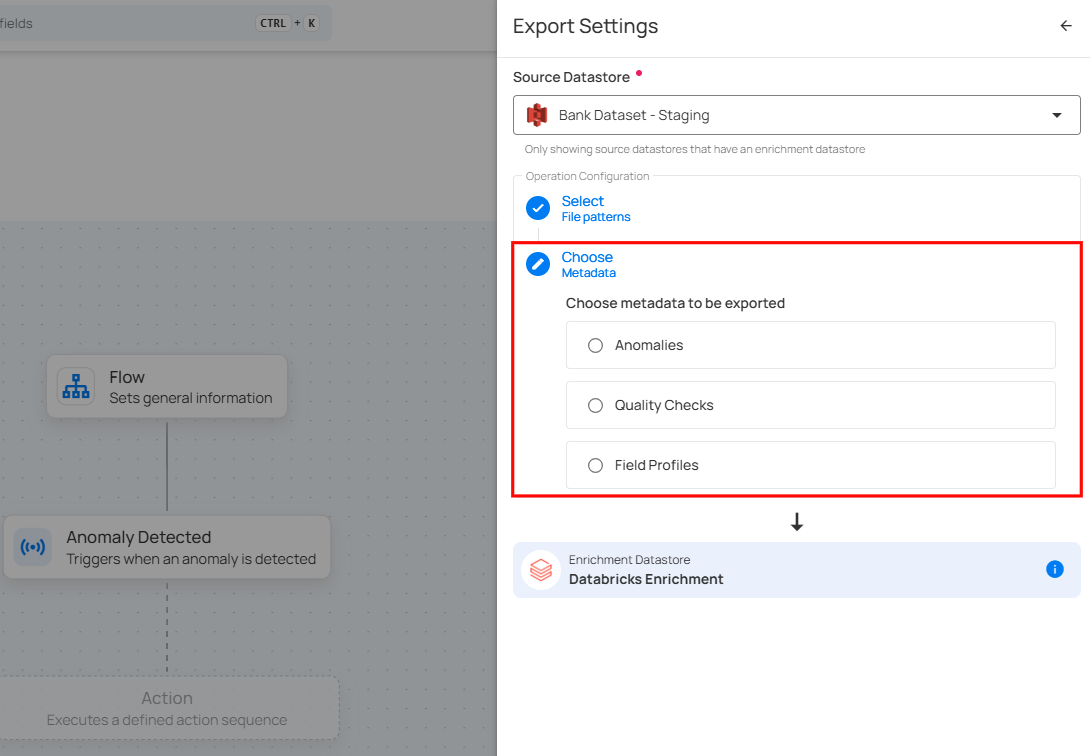 fields
CTRL + K
Flow
Sets general information
Anomaly Detected
Triggers when an anomaly is detected
Action
Executes a defined action sequence
Export Settings
Source Datastore
Bank Dataset - Staging
Only showing source datastores that have an enrichment datastore
Operation Configuration
Select
File patterns
Choose
Metadata
Choose metadata to be exported
Anomalies
Quality Checks
Field Profiles
Enrichment Datastore
Databricks Enrichment